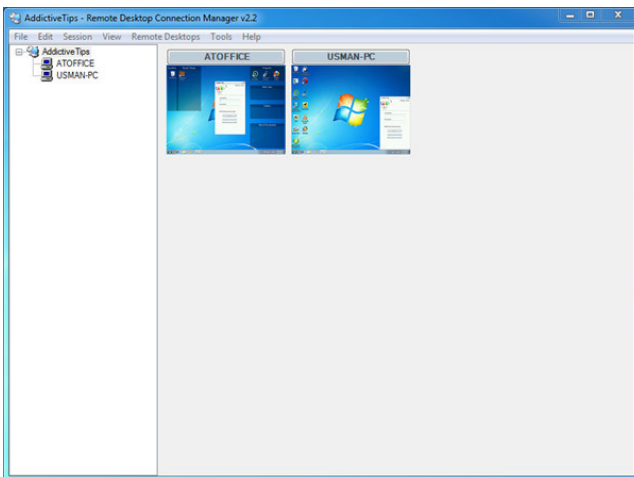 AddictiveTips - Remote Desktop Connection Manager v2.2
File Edit Session View Remote Desktops Tools Help
AddictiveTips
ATOFFICE
USMAN-PC
ATOFFICE USMAN-PC